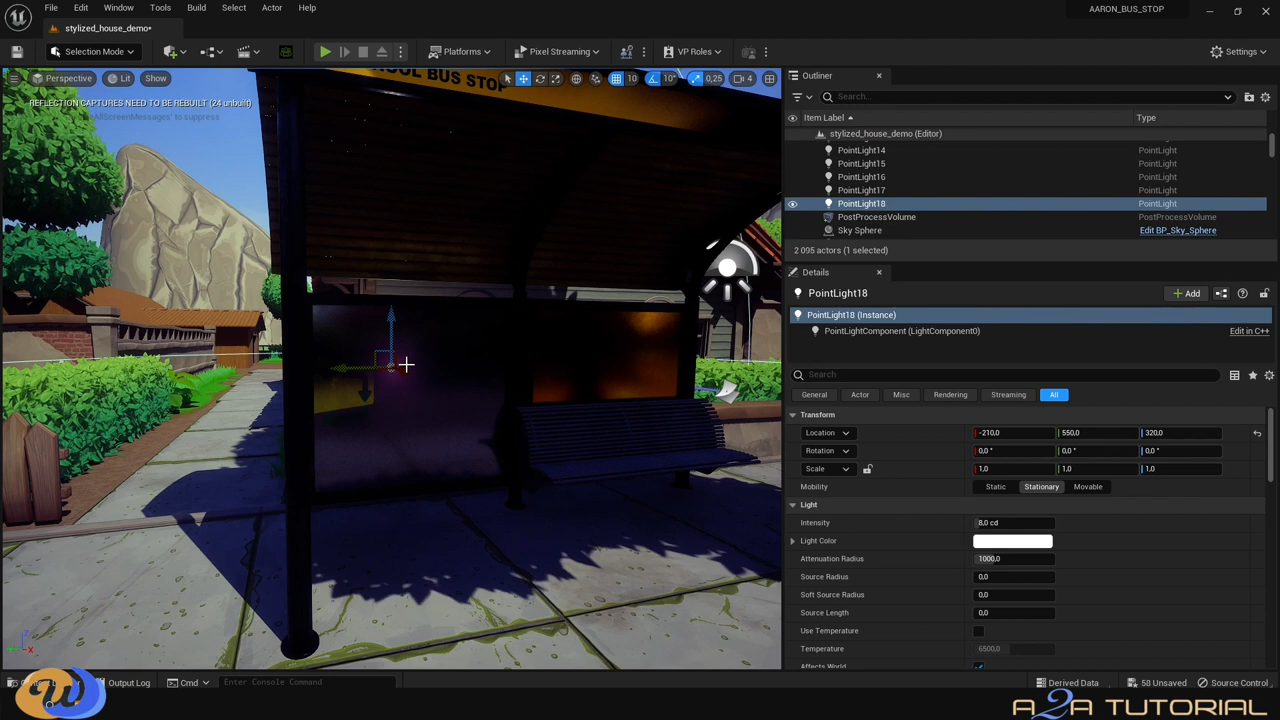 File Edit Window Tools Build Select Actor Help
AARON_BUS_STOP
stylized_house_demo*
Selection Mode
Platforms
Pixel Streaming
VP Roles
Settings
Perspective
Lit
Show
BUS STOP
10
10°
0,25
4
REFLECTION CAPTURES NEED TO BE REBUILT (24 unbuilt)
AllScreenMessages' to suppress
Outliner
Search...
Item Label
Type
stylized_house_demo (Editor)
PointLight14 PointLight
PointLight15 PointLight
PointLight16 PointLight
PointLight17 PointLight
PointLight18 PointLight
PostProcessVolume PostProcessVolume
Sky Sphere Edit BP_Sky_Sphere
2 095 actors (1 selected)
Details
PointLight18
Add
PointLight18 (Instance)
PointLightComponent (LightComponent0) Edit in C++
Search
General Actor Misc Rendering Streaming All
Transform
Location -210,0 550,0 320,0
Rotation 0,0° 0,0° 0,0°
Scale 1,0 1,0 1,0
Mobility Static Stationary Movable
Light
Intensity 8,0 cd
Light Color
Attenuation Radius 1000,0
Source Radius 0,0
Soft Source Radius 0,0
Source Length 0,0
Use Temperature
Temperature 6500,0
Affects World
Output Log
Cmd
Enter Console Command
Derived Data
58 Unsaved
Source Control
A2A TUTORIAL